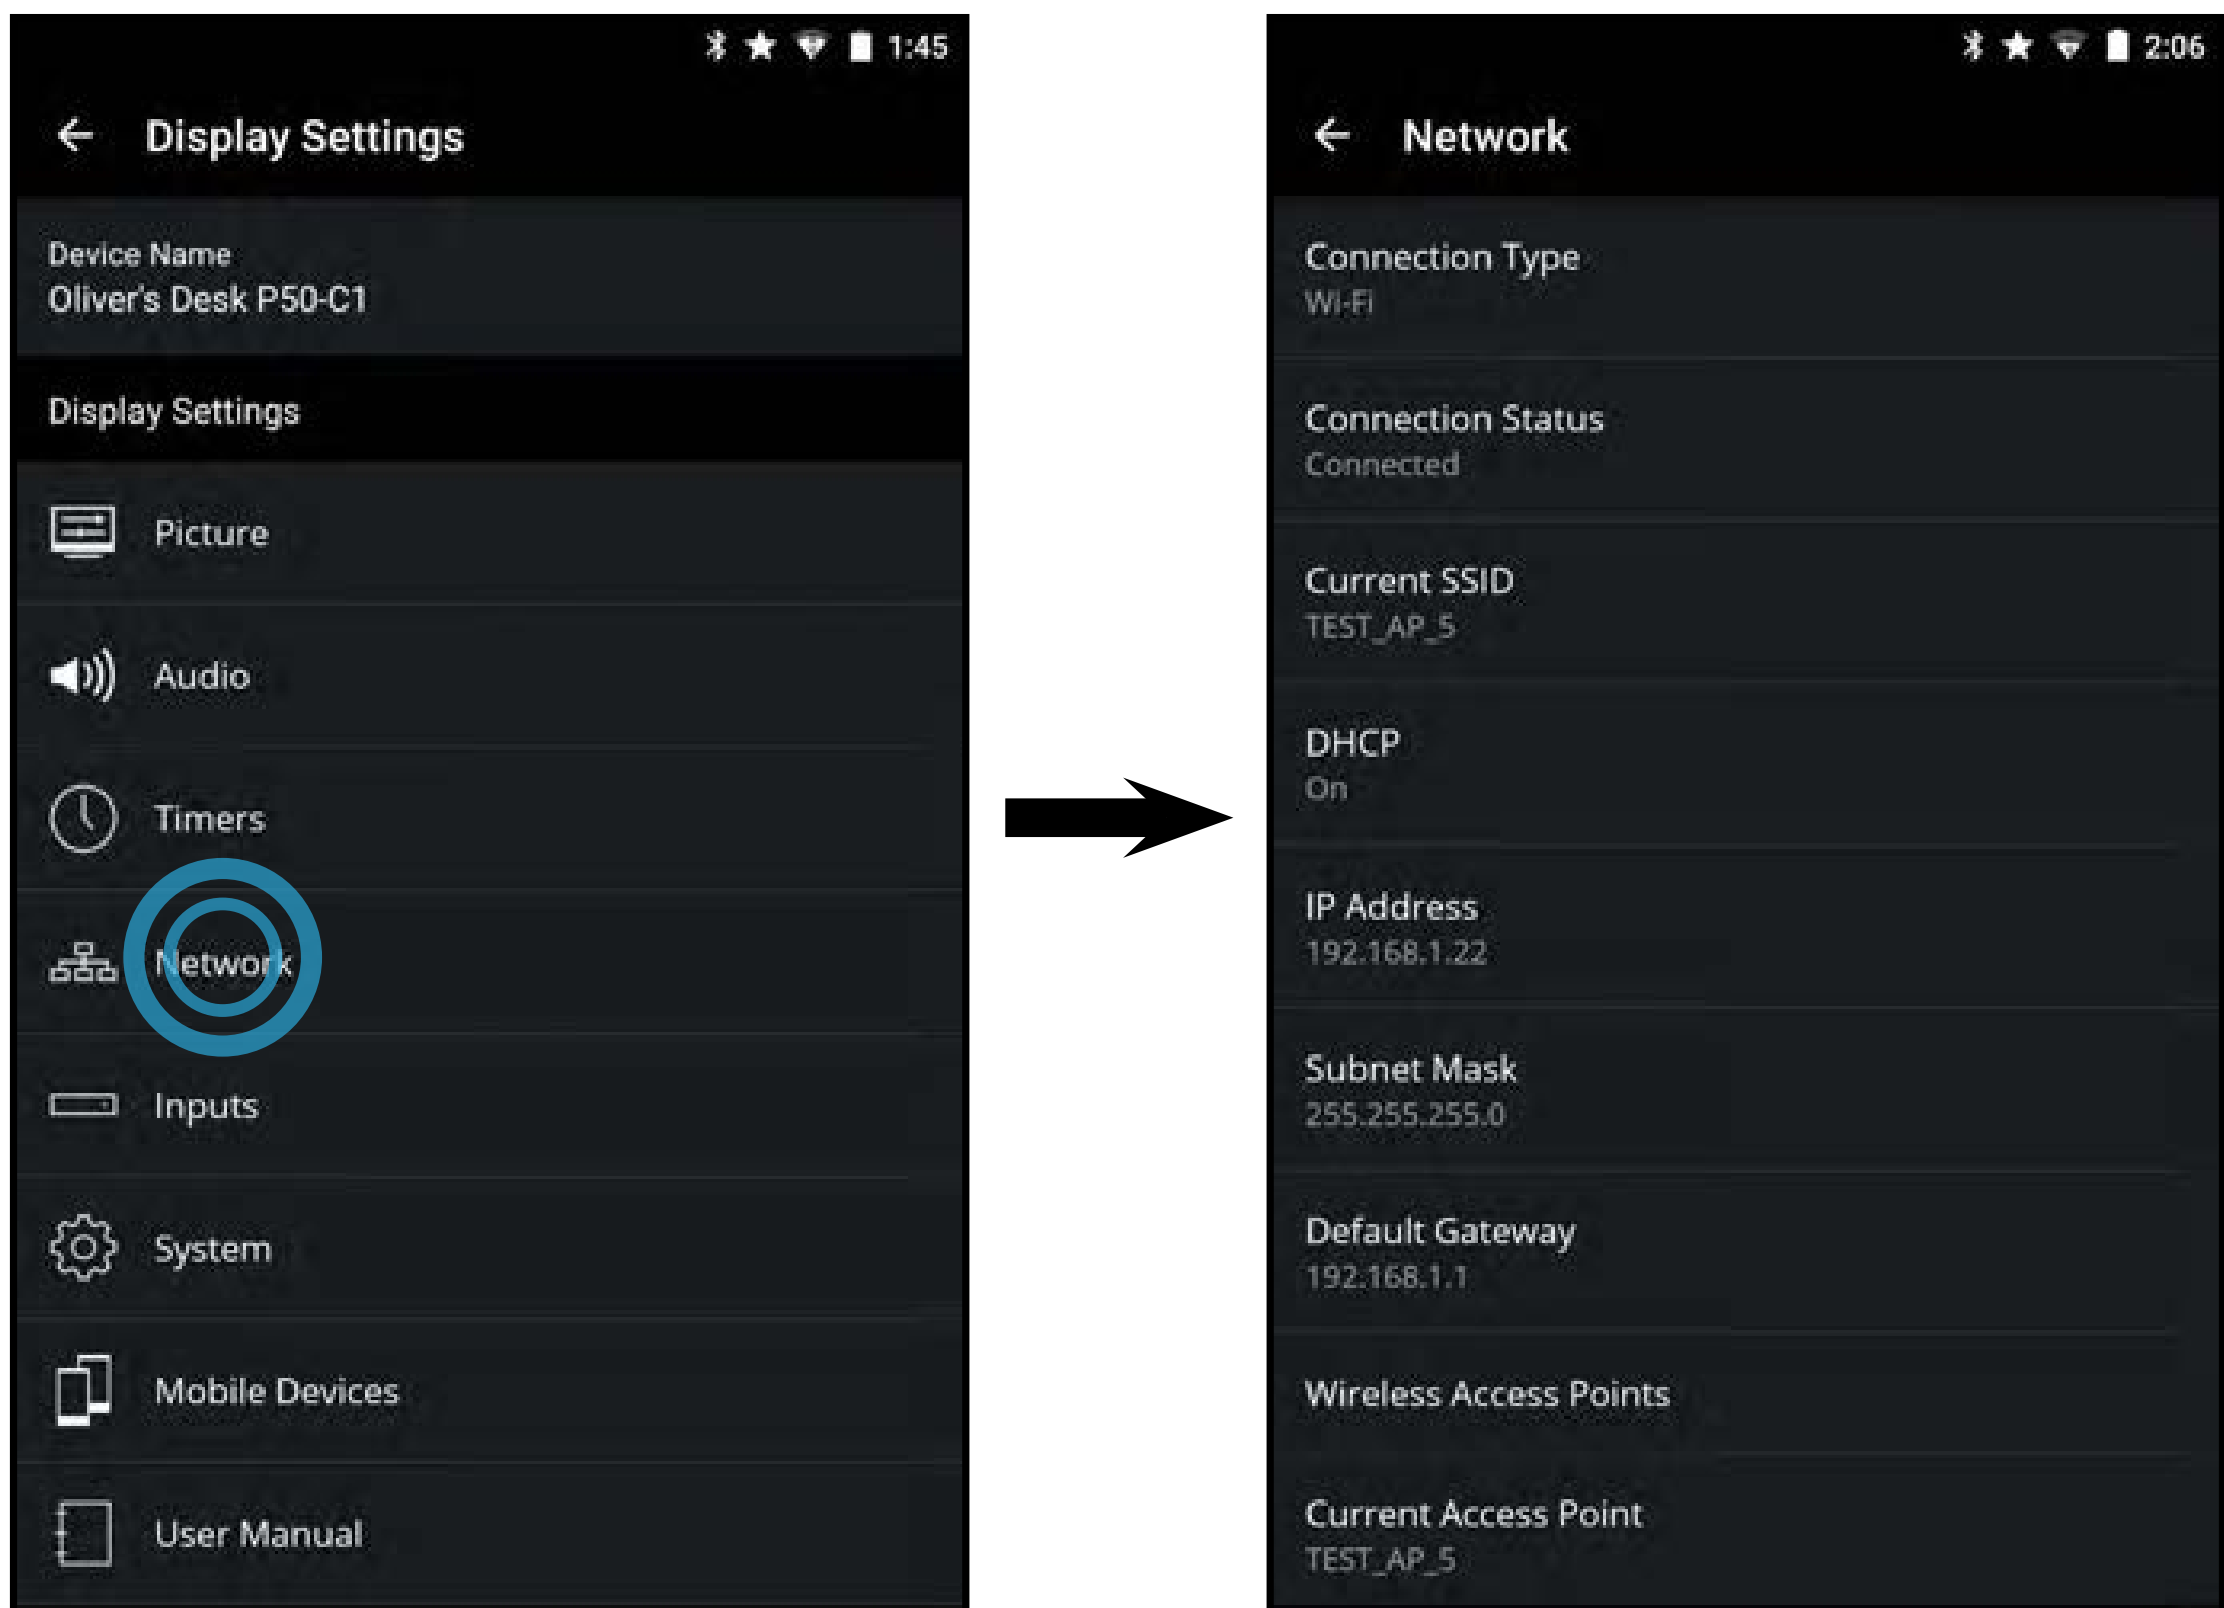 1:45
Display Settings
Device Name
Oliver's Desk P50-C1
Display Settings
Picture
Audio
Timers
Network
Inputs
System
Mobile Devices
User Manual
2:06
Network
Connection Type
Wi-Fi
Connection Status
Connected
Current SSID
TEST_AP_5
DHCP
On
IP Address
192.168.1.22
Subnet Mask
255.255.255.0
Default Gateway
192.168.1.1
Wireless Access Points
Current Access Point
TEST_AP_5